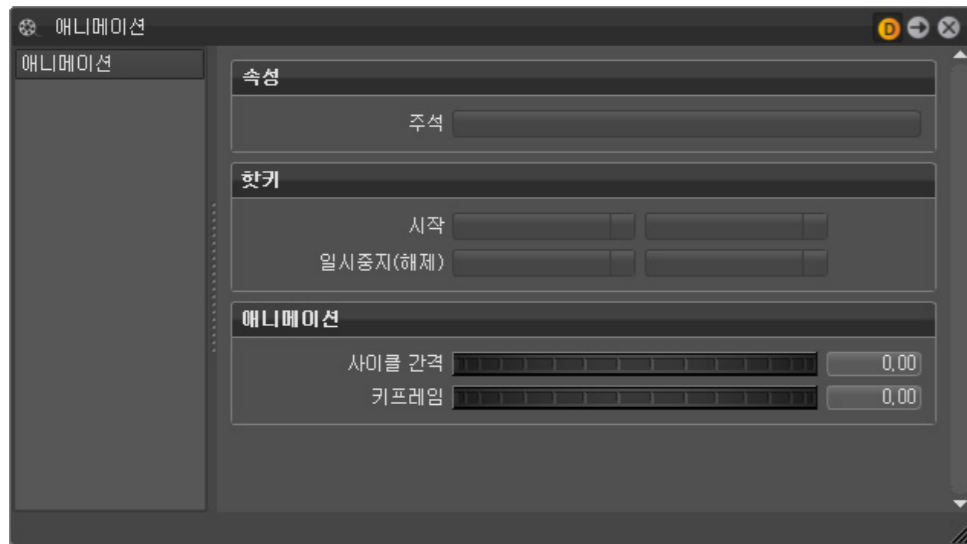 애니메이션
D
애니메이션
속성
주석
핫키
시작
일시중지(해제)
애니메이션
사이클 간격 0,00
키프레임 0,00